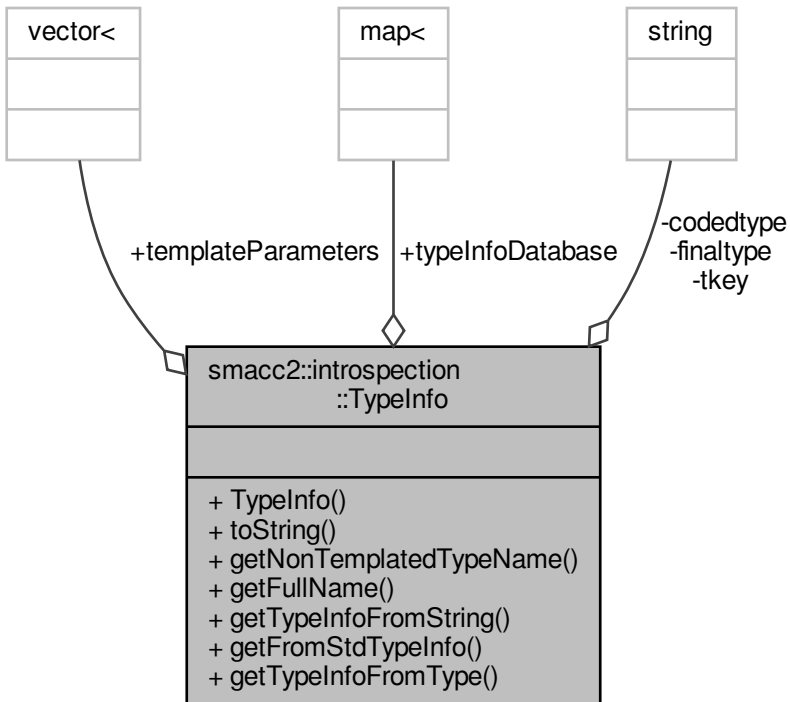 vector<
map<
string
+templateParameters
+typeInfoDatabase
-codedtype
-finaltype
-tkey
smacc2::introspection
::TypeInfo
+ TypeInfo()
+ toString()
+ getNonTemplatedTypeName()
+ getFullName()
+ getTypeInfoFromString()
+ getFromStdTypeInfo()
+ getTypeInfoFromType()